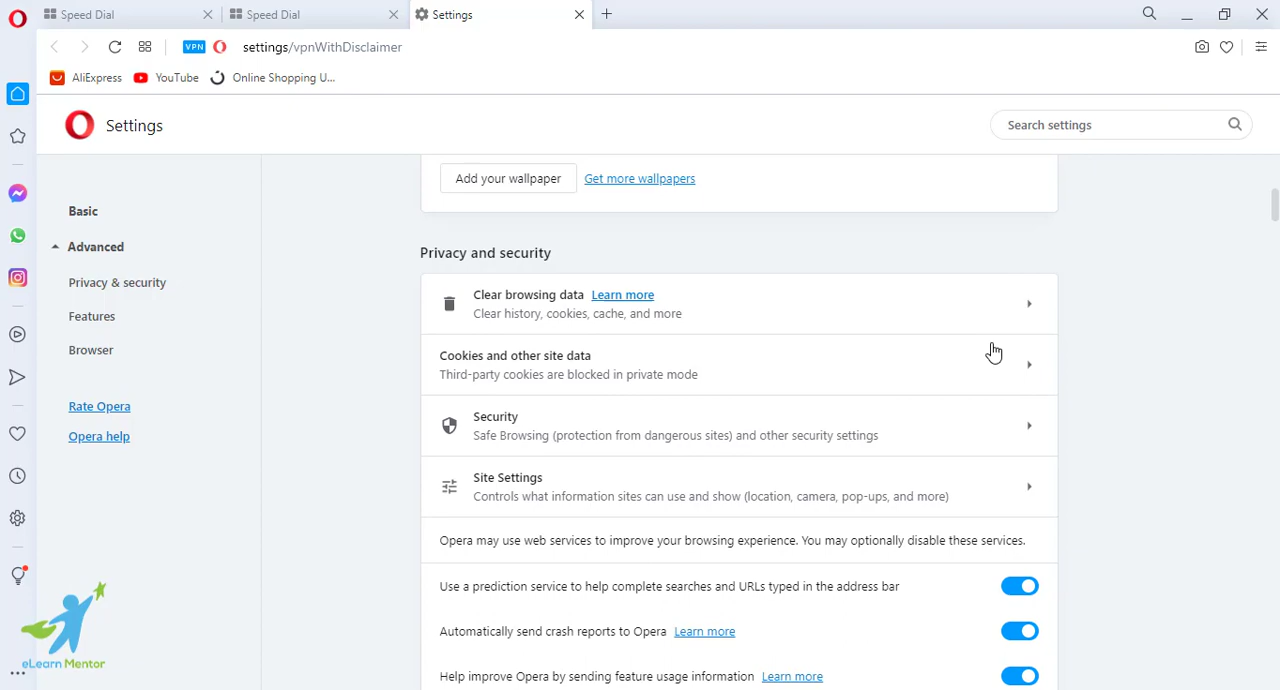 Speed Dial
Speed Dial
Settings
VPN
settings/vpnWithDisclaimer
AliExpress
YouTube
Online Shopping U...
Settings
Search settings
Basic
Advanced
Privacy & security
Features
Browser
Rate Opera
Opera help
Add your wallpaper
Get more wallpapers
Privacy and security
Clear browsing data Learn more
Clear history, cookies, cache, and more
Cookies and other site data
Third-party cookies are blocked in private mode
Security
Safe Browsing (protection from dangerous sites) and other security settings
Site Settings
Controls what information sites can use and show (location, camera, pop-ups, and more)
Opera may use web services to improve your browsing experience. You may optionally disable these services.
Use a prediction service to help complete searches and URLs typed in the address bar
Automatically send crash reports to Opera Learn more
Help improve Opera by sending feature usage information Learn more
eLearn Mentor